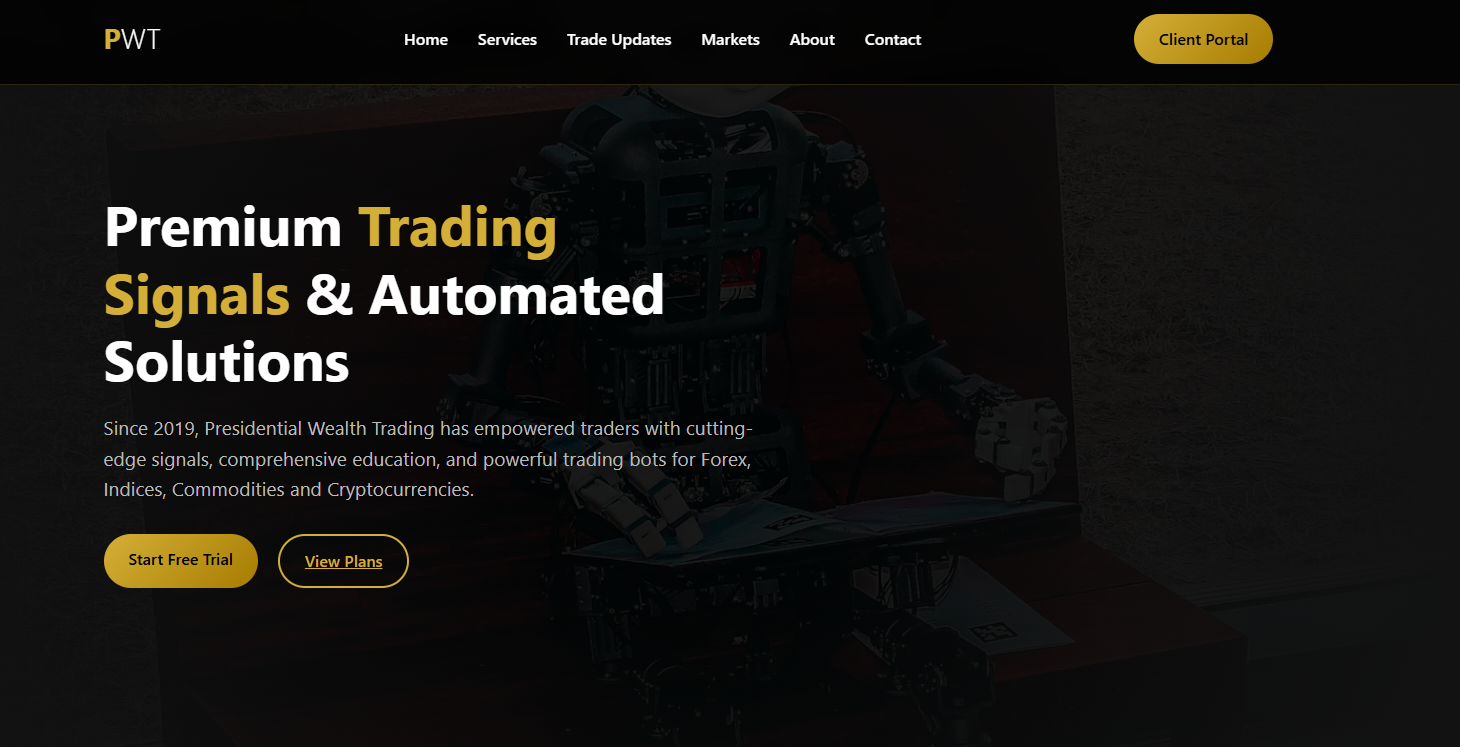 PWT
Home
Services
Trade Updates
Markets
About
Contact
Client Portal
Premium Trading
Signals & Automated
Solutions
Since 2019, Presidential Wealth Trading has empowered traders with cutting-
edge signals, comprehensive education, and powerful trading bots for Forex,
Indices, Commodities and Cryptocurrencies.
Start Free Trial
View Plans